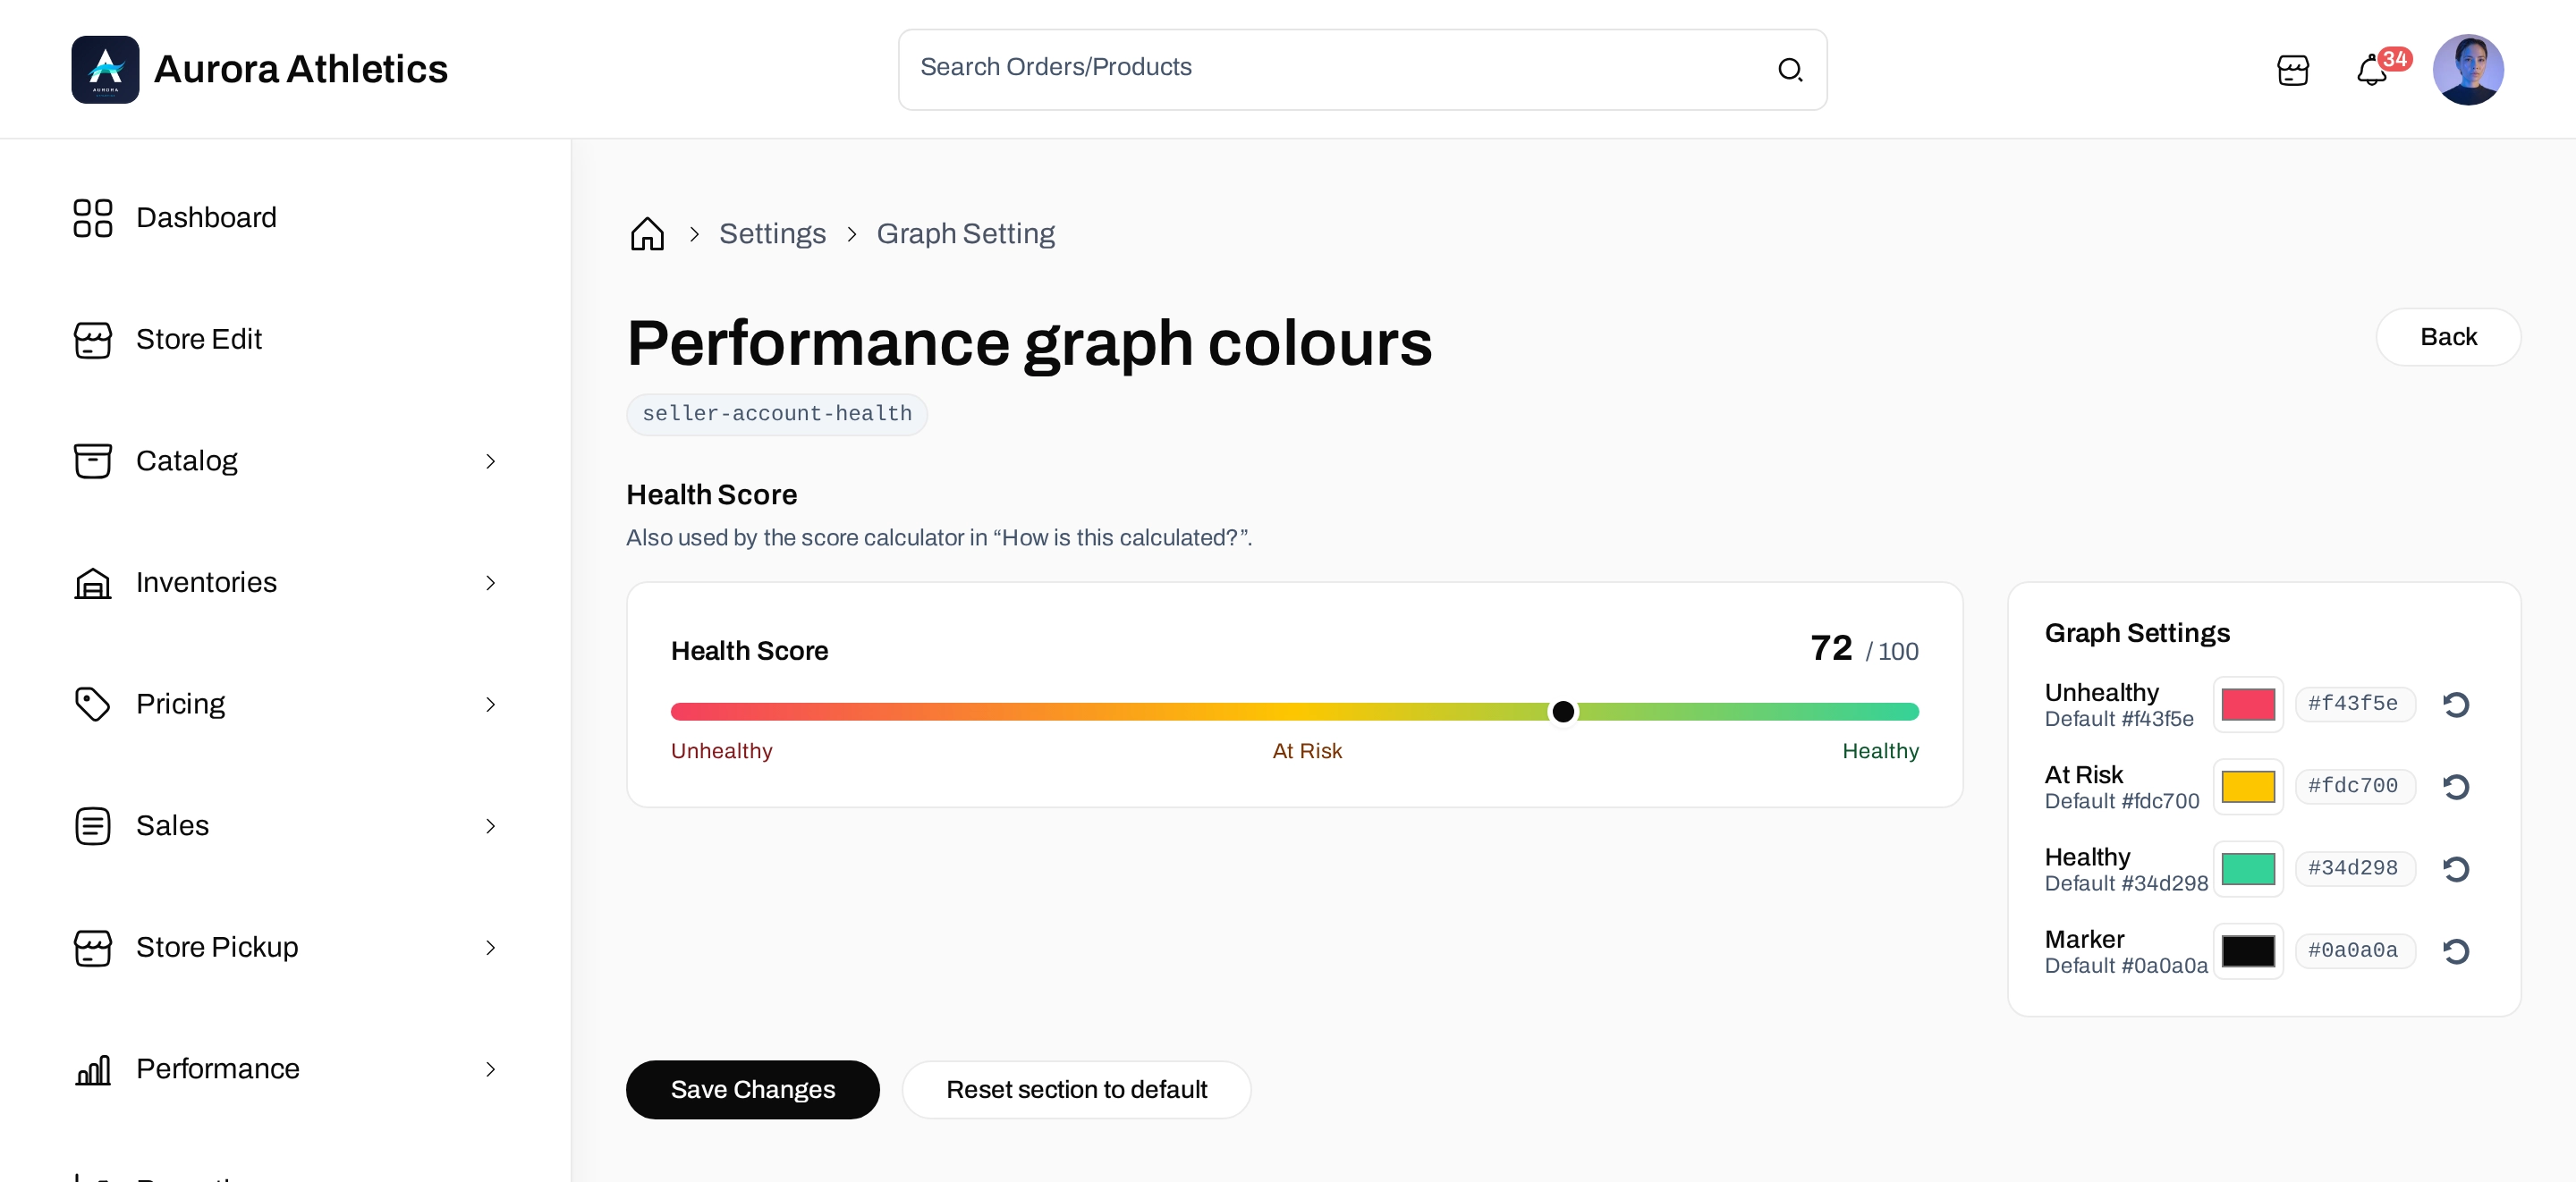 AURORA
Aurora Athletics
Search Orders/Products
34
Dashboard
Store Edit
Catalog
Inventories
Pricing
Sales
Store Pickup
Performance
Settings
Graph Setting
Performance graph colours
Back
seller-account-health
Health Score
Also used by the score calculator in “How is this calculated?”.
Health Score
72 / 100
Unhealthy
At Risk
Healthy
Graph Settings
Unhealthy
Default #f43f5e
#f43f5e
At Risk
Default #fdc700
#fdc700
Healthy
Default #34d298
#34d298
Marker
Default #0a0a0a
#0a0a0a
Save Changes
Reset section to default